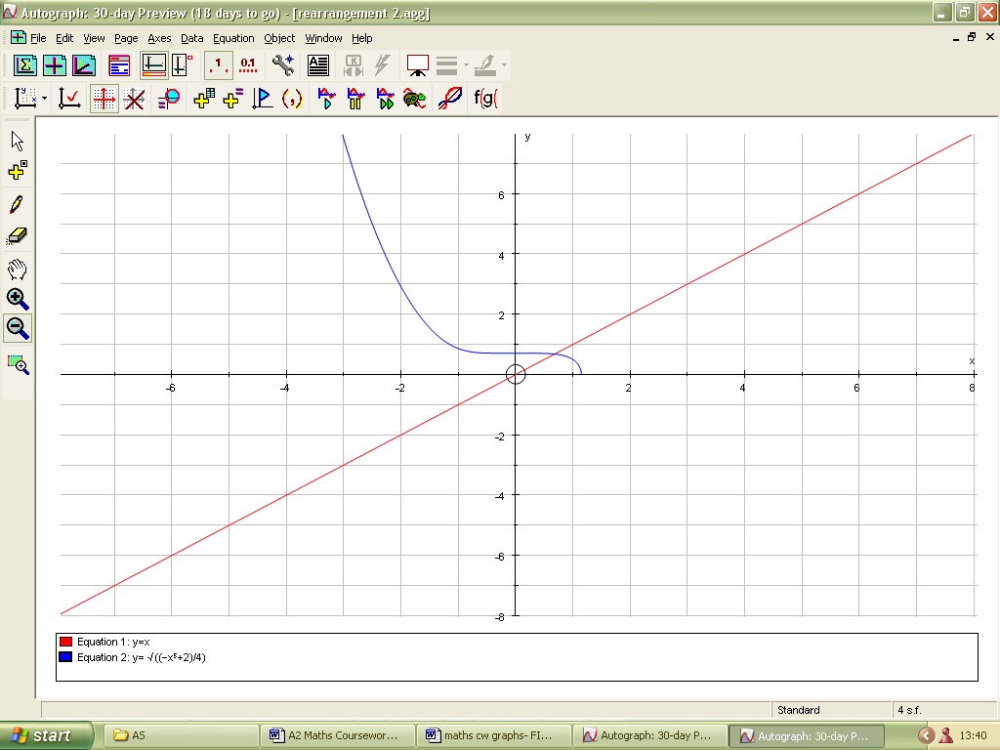 Autograph: 30-day Preview (18 days to go) - [rearrangement 2.agg]
File Edit View Page Axes Data Equation Object Window Help
.1. 0.1
f(g(
y
6
4
2
x
-6 -4 -2 2 4 6 8
-2
-4
-6
-8
Equation 1: y=x
Equation 2: y= √((−x⁵+2)/4)
Standard 4 s.f.
start AS A2 Maths Coursewor... maths cw graphs- FI... Autograph: 30-day P... Autograph: 30-day P... 13:40